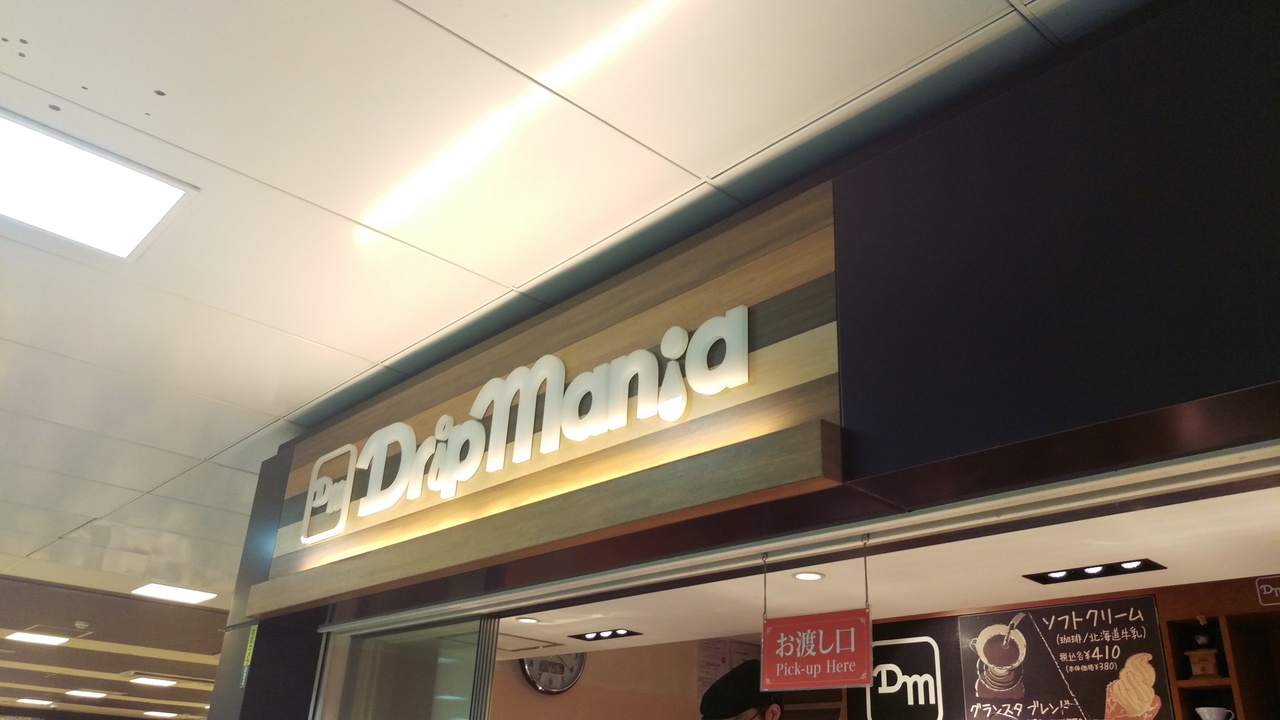 Dm
DripMania
お渡し口
Pick-up Here
Dm
ソフトクリーム
(珈琲/北海道牛乳)
税込各¥410
(本体価格¥380)
グランスタ ブレンド